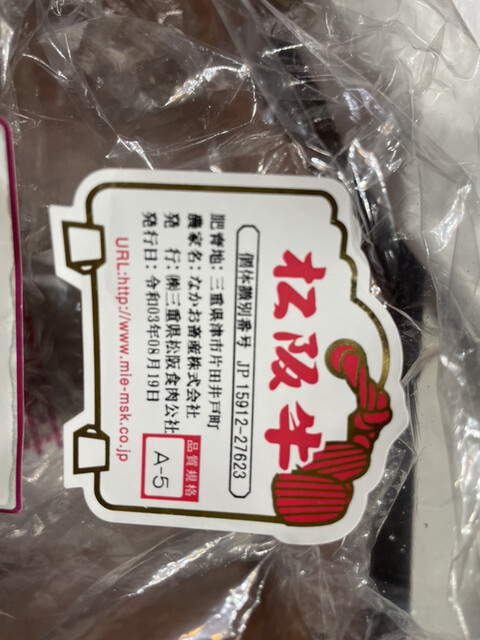 松阪牛
個体識別番号 JP 15912-27623
肥育地:三重県津市片田井戸町
農家名:なかお畜産株式会社
発 行:㈱三重県松阪食肉公社
発行日:令和03年08月19日
品質規格
A-5
URL:http://www.mie-msk.co.jp